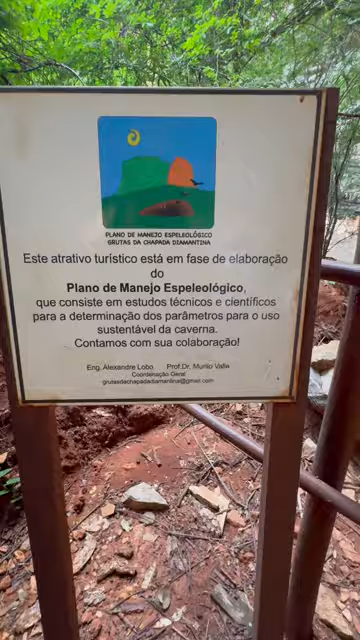 PLANO DE MANEJO ESPELEOLÓGICO
GRUTAS DA CHAPADA DIAMANTINA
Este atrativo turístico está em fase de elaboração
do
Plano de Manejo Espeleológico,
que consiste em estudos técnicos e científicos
para a determinação dos parâmetros para o uso
sustentável da caverna.
Contamos com sua colaboração!
Eng. Alexandre Lobo Prof.Dr. Murilo Valle
Coordenação Geral
grutasdachapadadiamantina@gmail.com